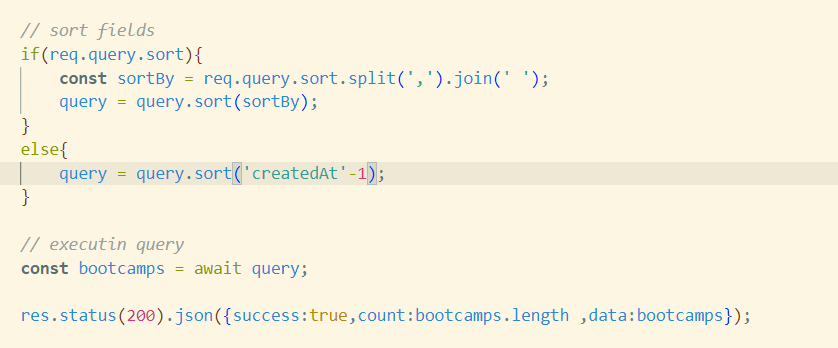 // sort fields
if(req.query.sort){
    const sortBy = req.query.sort.split(',').join(' ');
    query = query.sort(sortBy);
}
else{
    query = query.sort('createdAt'-1);
}

// executin query
const bootcamps = await query;

res.status(200).json({success:true,count:bootcamps.length ,data:bootcamps});